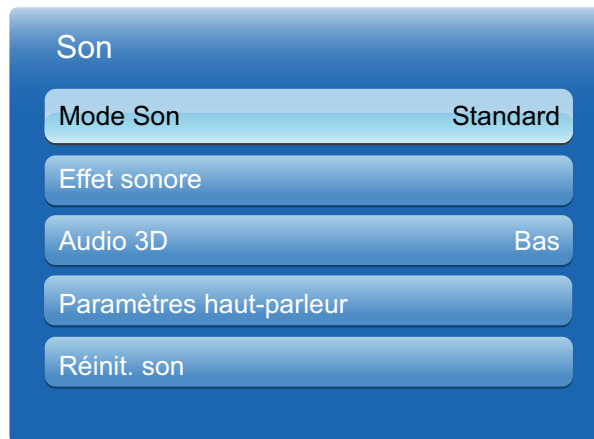 Son
Mode Son Standard
Effet sonore
Audio 3D Bas
Paramètres haut-parleur
Réinit. son